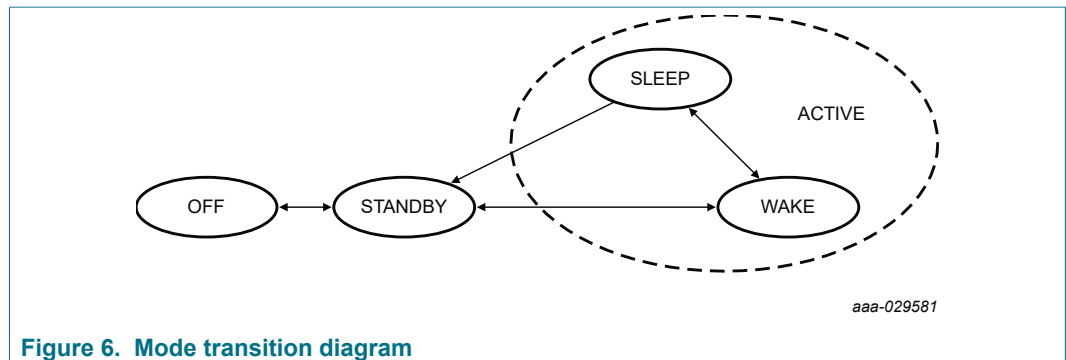 SLEEP
ACTIVE
OFF
STANDBY
WAKE
aaa-029581
Figure 6. Mode transition diagram